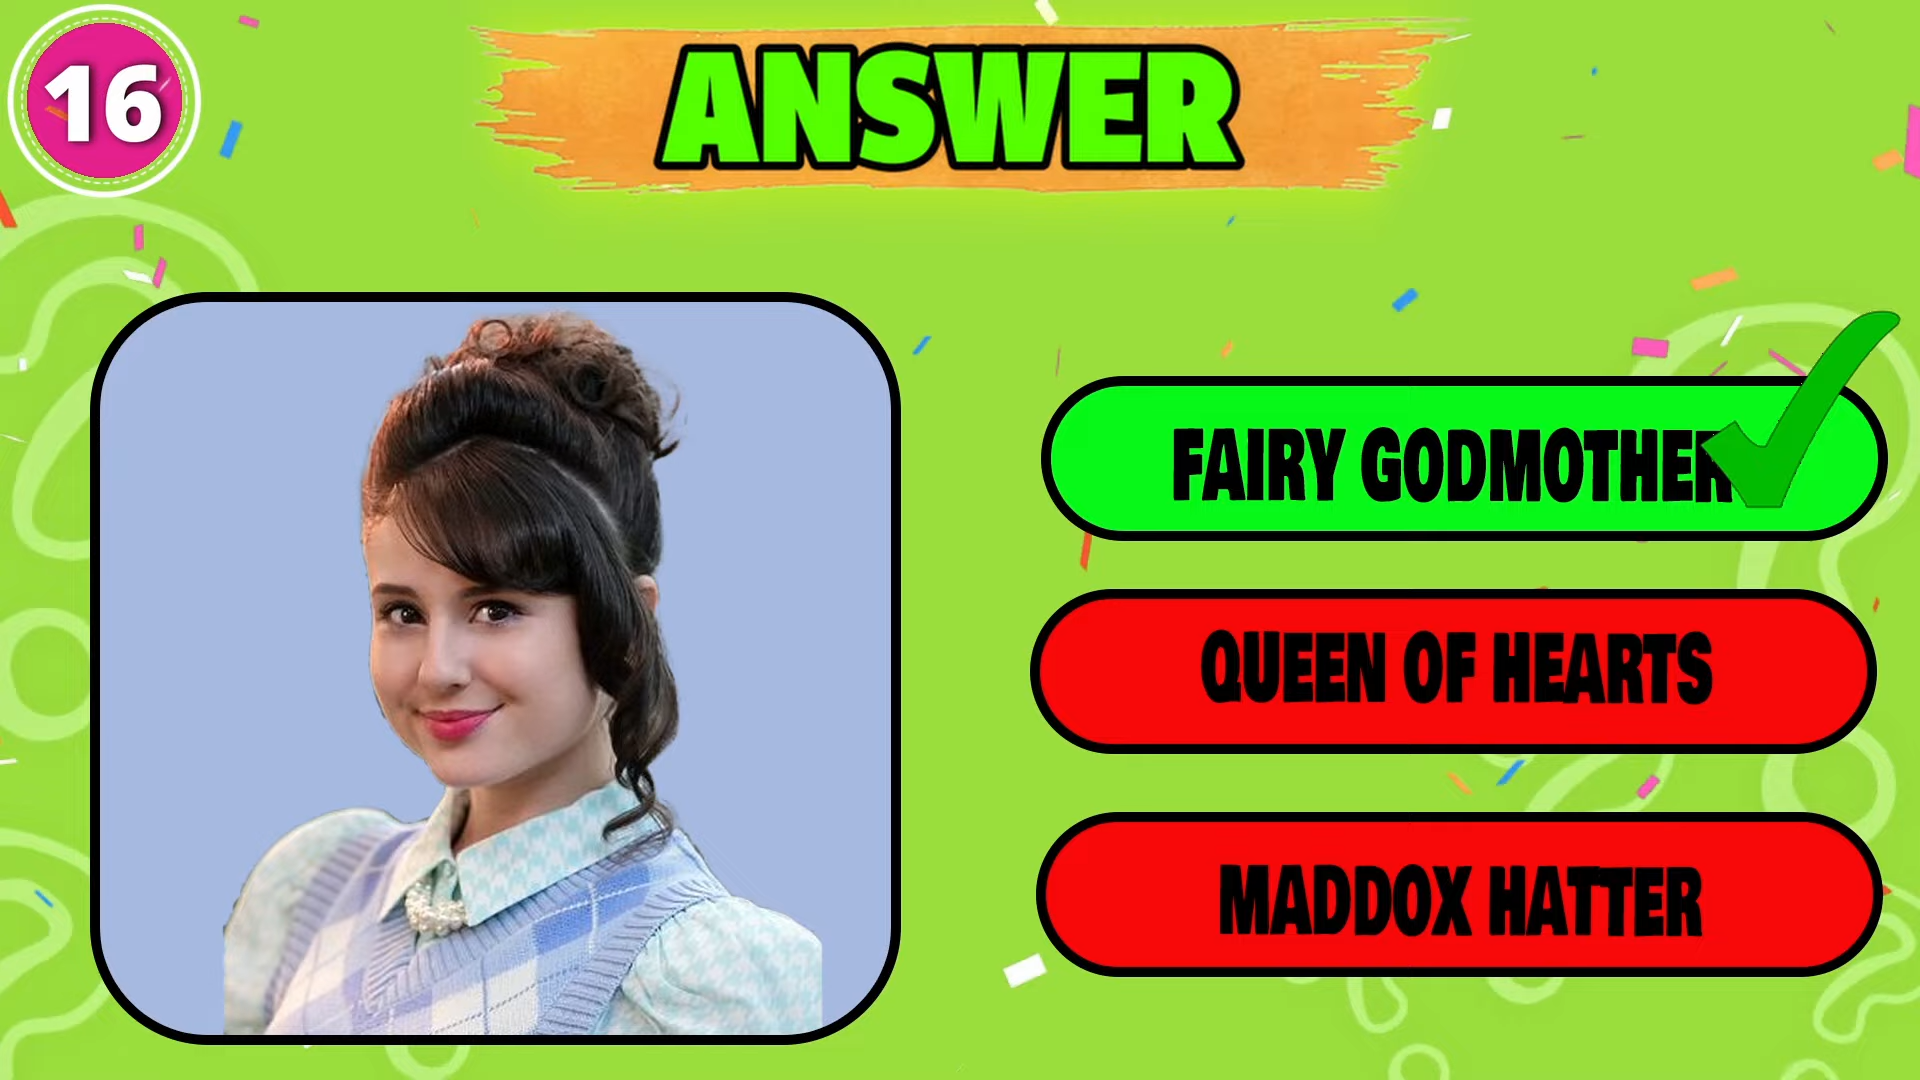 16
ANSWER
FAIRY GODMOTHER
QUEEN OF HEARTS
MADDOX HATTER